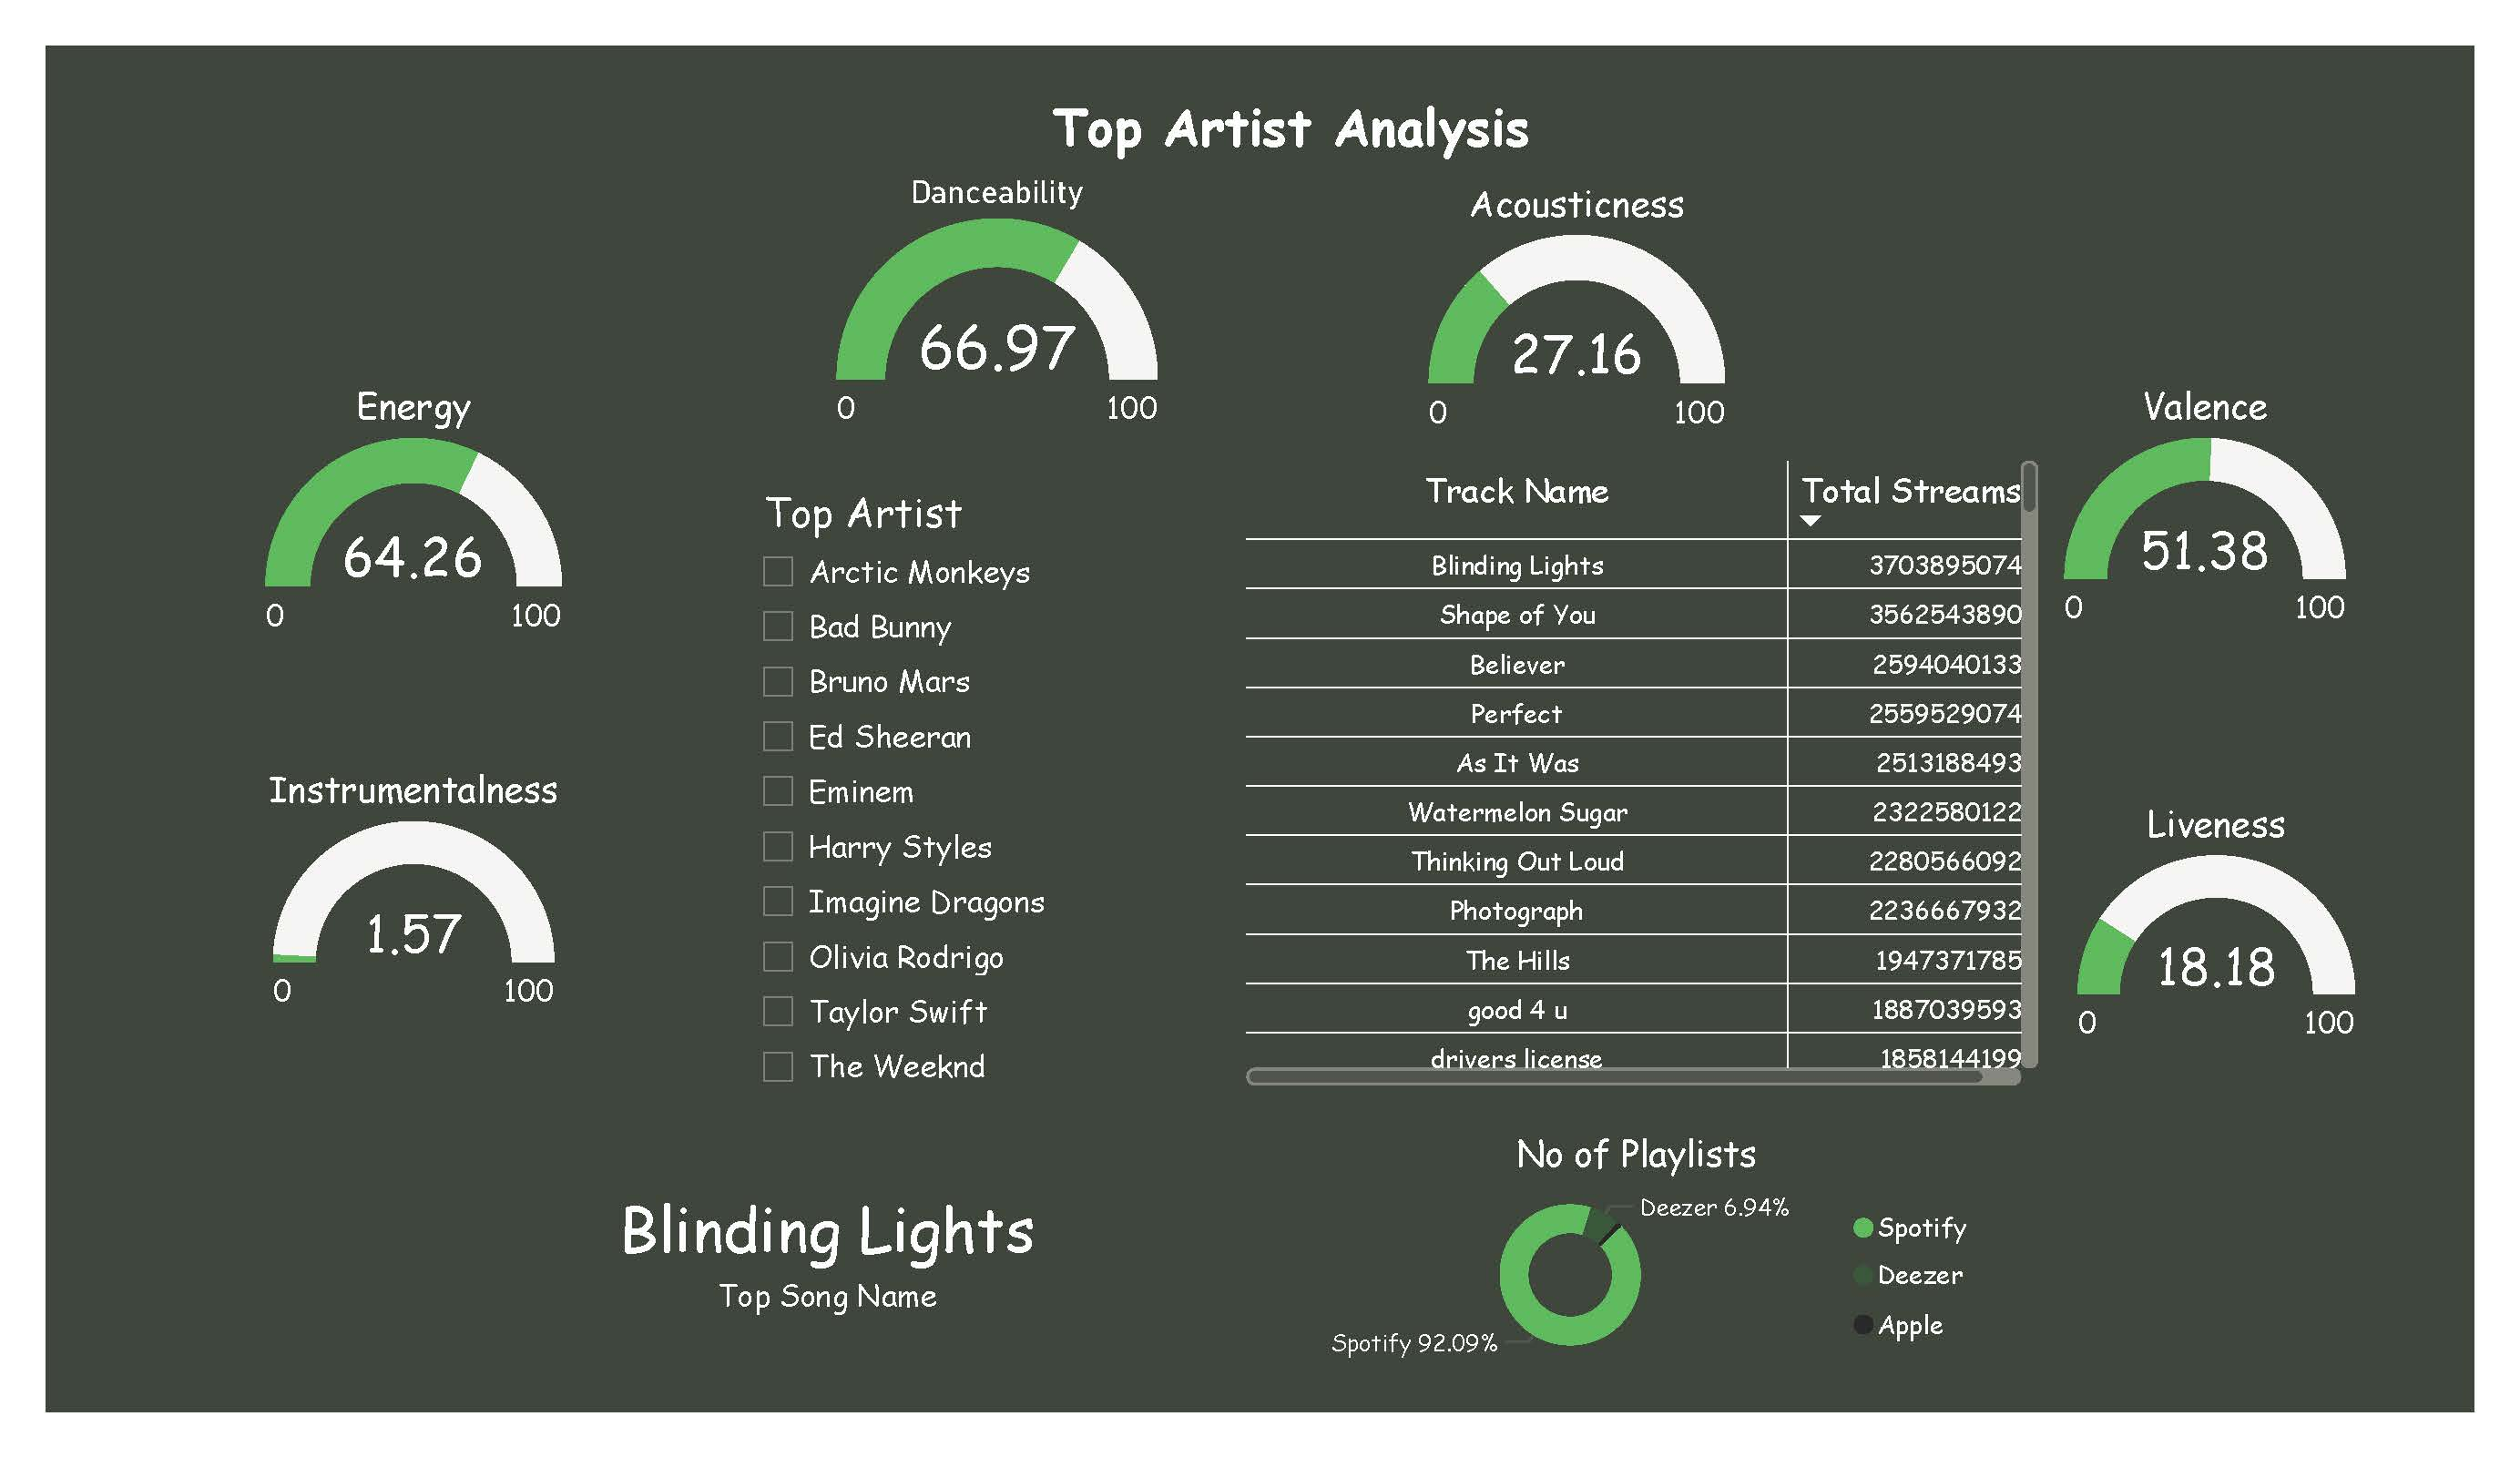 Top Artist Analysis
Danceability
66.97
0 100
Acousticness
27.16
0 100
Energy
64.26
0 100
Valence
51.38
0 100
Instrumentalness
1.57
0 100
Liveness
18.18
0 100
Top Artist
Arctic Monkeys
Bad Bunny
Bruno Mars
Ed Sheeran
Eminem
Harry Styles
Imagine Dragons
Olivia Rodrigo
Taylor Swift
The Weeknd
Track Name Total Streams
Blinding Lights 3703895074
Shape of You 3562543890
Believer 2594040133
Perfect 2559529074
As It Was 2513188493
Watermelon Sugar 2322580122
Thinking Out Loud 2280566092
Photograph 2236667932
The Hills 1947371785
good 4 u 1887039593
drivers license 1858144199
Blinding Lights
Top Song Name
No of Playlists
Deezer 6.94%
Spotify 92.09%
Spotify
Deezer
Apple